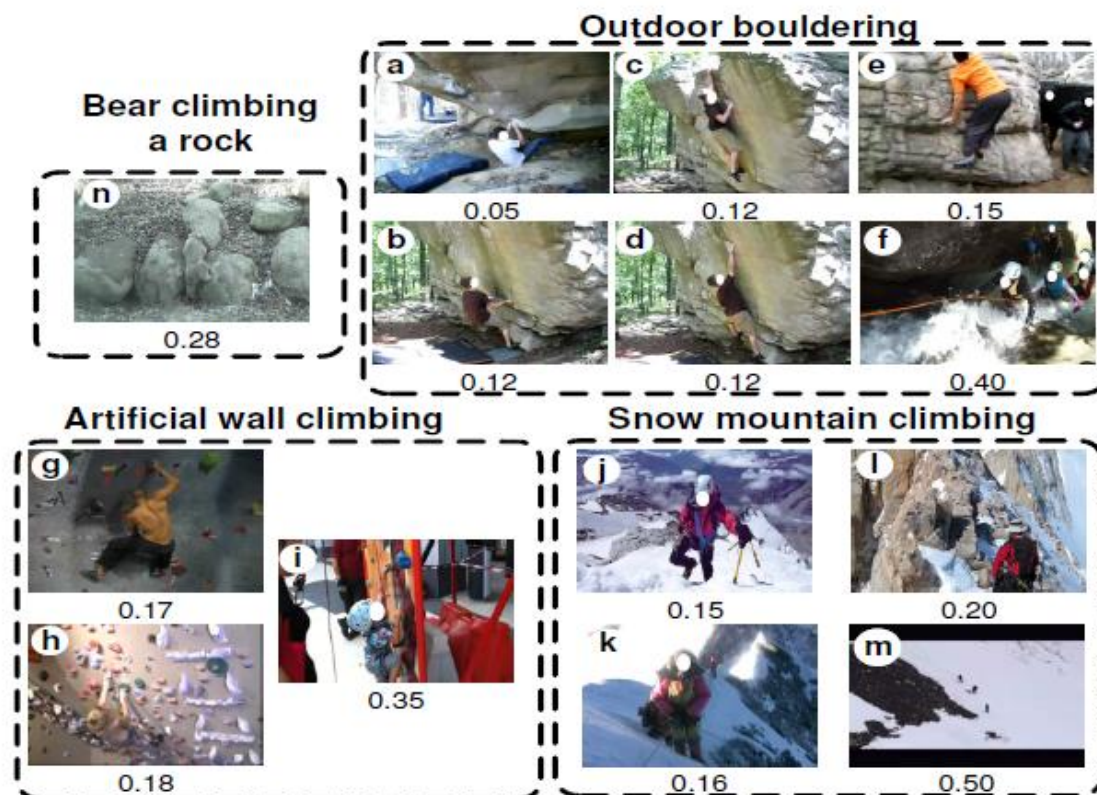 Outdoor bouldering
a
c
e
0.05
0.12
0.15
b
d
f
0.12
0.12
0.40
Bear climbing
a rock
n
0.28
Artificial wall climbing
g
0.17
h
0.18
i
0.35
Snow mountain climbing
j
l
0.15
0.20
k
m
0.16
0.50